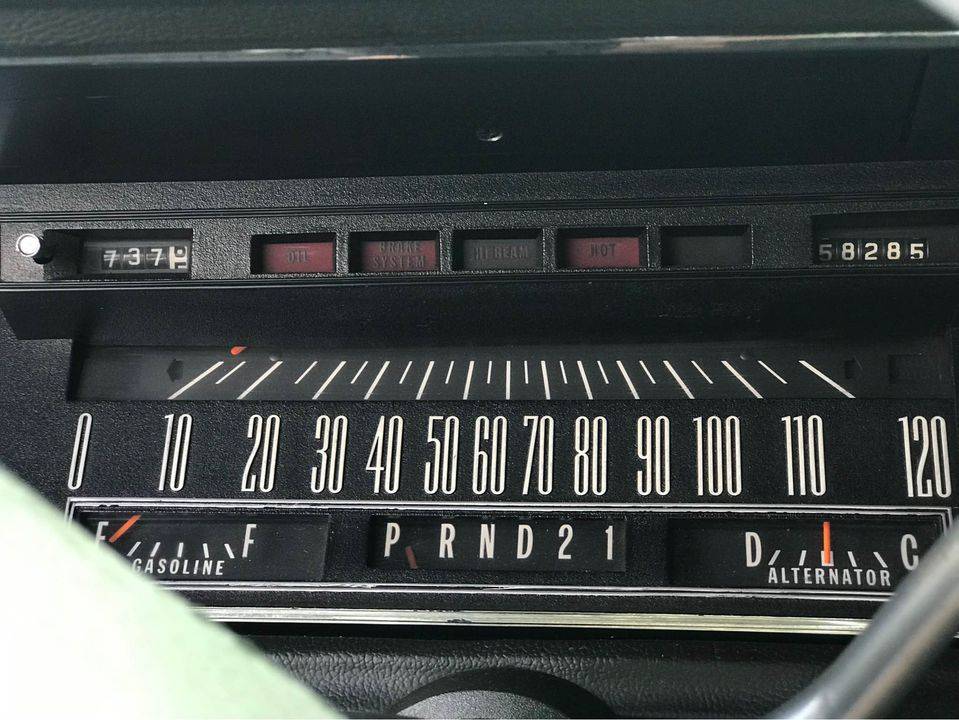 737
OIL
BRAKE
SYSTEM
HI BEAM
HOT
58285
0 10 20 30 40 50 60 70 80 90 100 110 120
E F
GASOLINE
P R N D 2 1
D C
ALTERNATOR